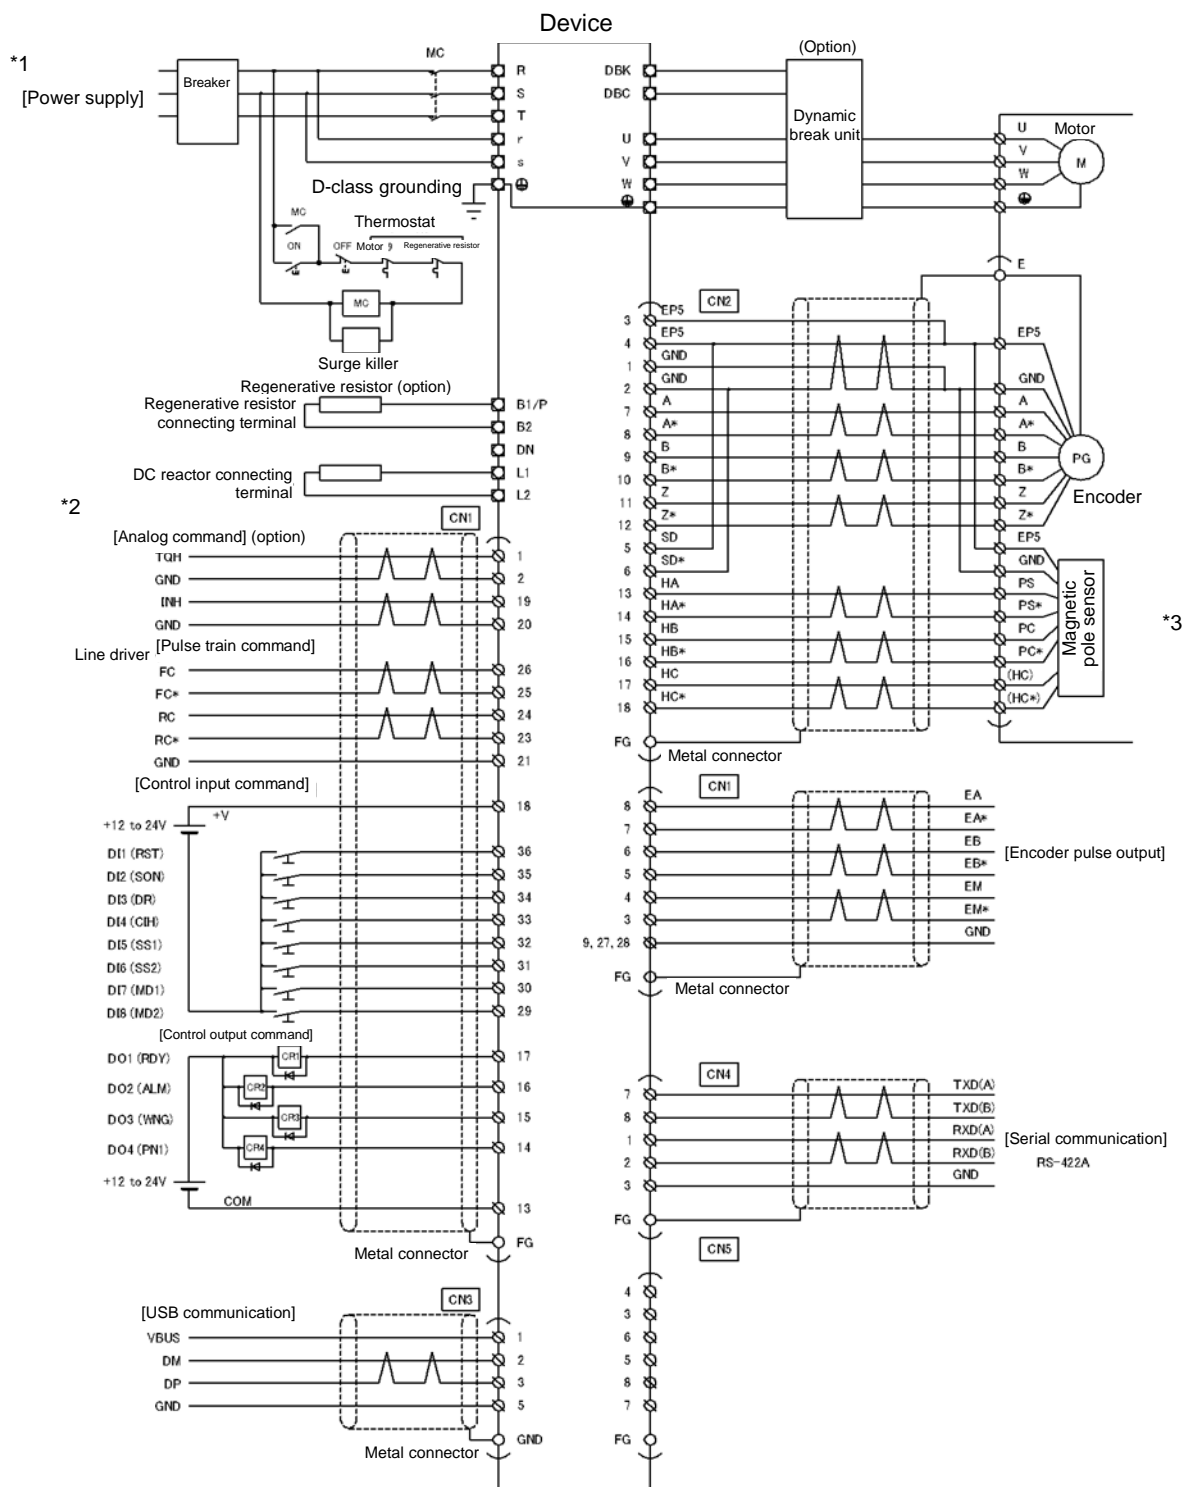 Device
*1
[Power supply]
Breaker
MC
R
S
T
r
s
D-class grounding
MC
ON
OFF
Thermostat
Motor 9
Regenerative resistor
MC
Surge killer
Regenerative resistor (option)
Regenerative resistor
connecting terminal
B1/P
B2
DN
DC reactor connecting
terminal
L1
L2
*2
CN1
[Analog command] (option)
TQH 1
GND 2
INH 19
GND 20
Line driver [Pulse train command]
FC 26
FC* 25
RC 24
RC* 23
GND 21
[Control input command]
+V 18
+12 to 24V
DI1 (RST) 36
DI2 (SON) 35
DI3 (DR) 34
DI4 (CIH) 33
DI5 (SS1) 32
DI6 (SS2) 31
DI7 (MD1) 30
DI8 (MD2) 29
[Control output command]
DO1 (RDY) CR1 17
DO2 (ALM) CR2 16
DO3 (WNG) CR3 15
DO4 (PN1) CR4 14
+12 to 24V
COM 13
FG
Metal connector
CN3
[USB communication]
VBUS 1
DM 2
DP 3
GND 5
GND
Metal connector
(Option)
DBK
DBC
Dynamic
break unit
U
V
W
U
V
W
Motor
M
E
CN2
3 EP5
4 EP5 EP5
1 GND
2 GND GND
7 A A
8 A* A*
9 B B
10 B* B*
11 Z Z
12 Z* Z*
5 SD EP5
6 SD* GND
13 HA PS
14 HA* PS*
15 HB PC
16 HB* PC*
17 HC (HC)
18 HC* (HC*)
PG
Encoder
Magnetic
pole sensor
*3
FG
Metal connector
CN1
8 EA
7 EA*
6 EB
5 EB*
4 EM
3 EM*
9, 27, 28 GND
[Encoder pulse output]
FG
Metal connector
CN4
7 TXD(A)
8 TXD(B)
1 RXD(A)
2 RXD(B)
3 GND
[Serial communication]
RS-422A
FG
CN5
4
3
6
5
8
7
FG